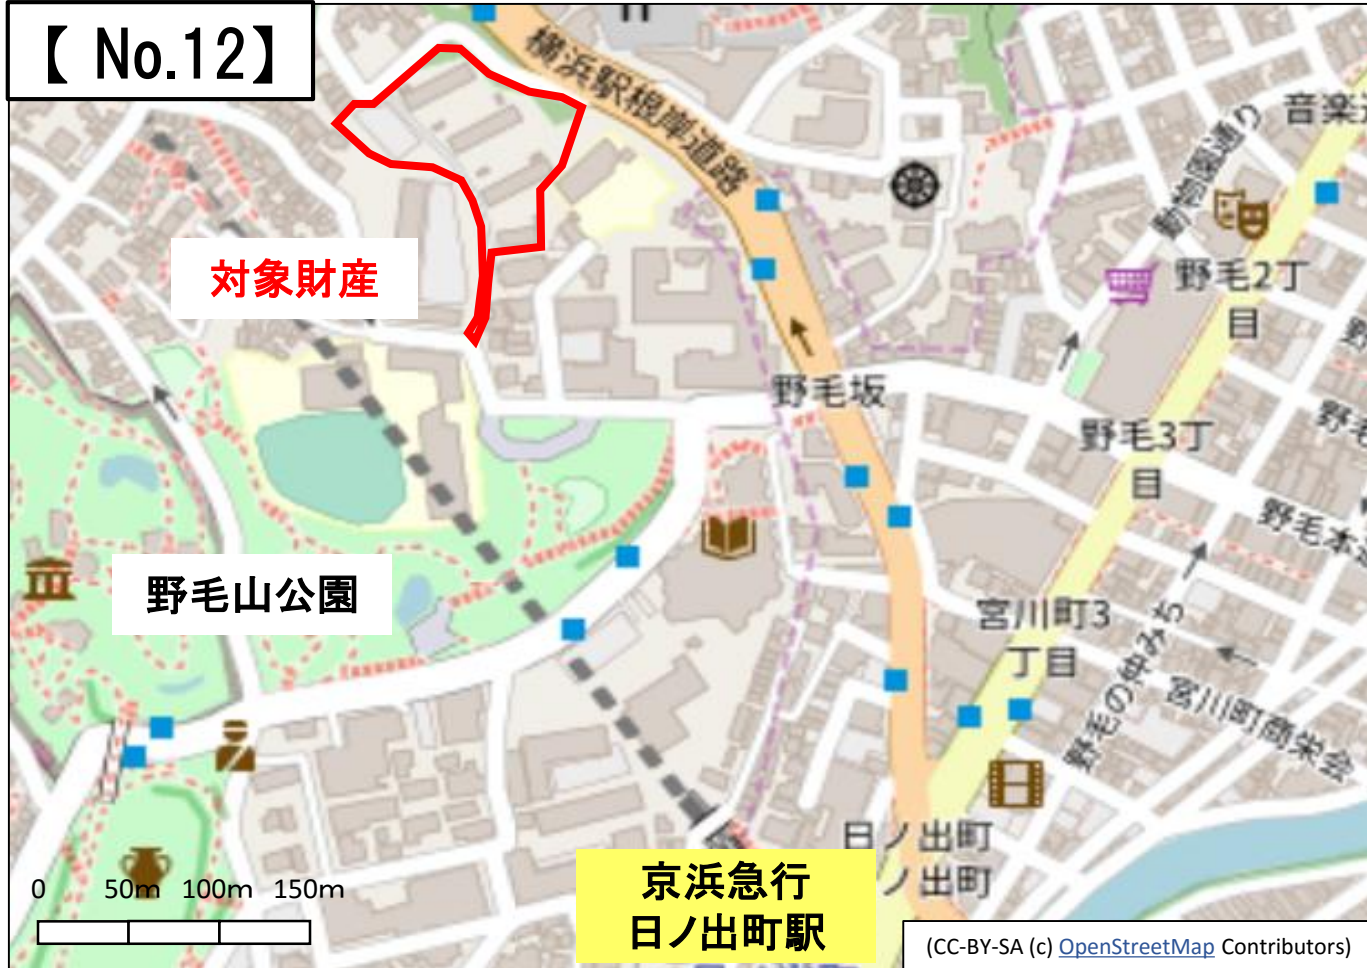 【 No.12】
横浜駅根岸道路
動物園通り
音楽
対象財産
野毛2丁
目
野毛坂
野毛3丁
目
野毛本
野毛山公園
宮川町3
丁目
野毛の仲みち
宮川町商栄会
日ノ出町
ノ出町
京浜急行
日ノ出町駅
0 50m 100m 150m
(CC-BY-SA (c) OpenStreetMap Contributors)